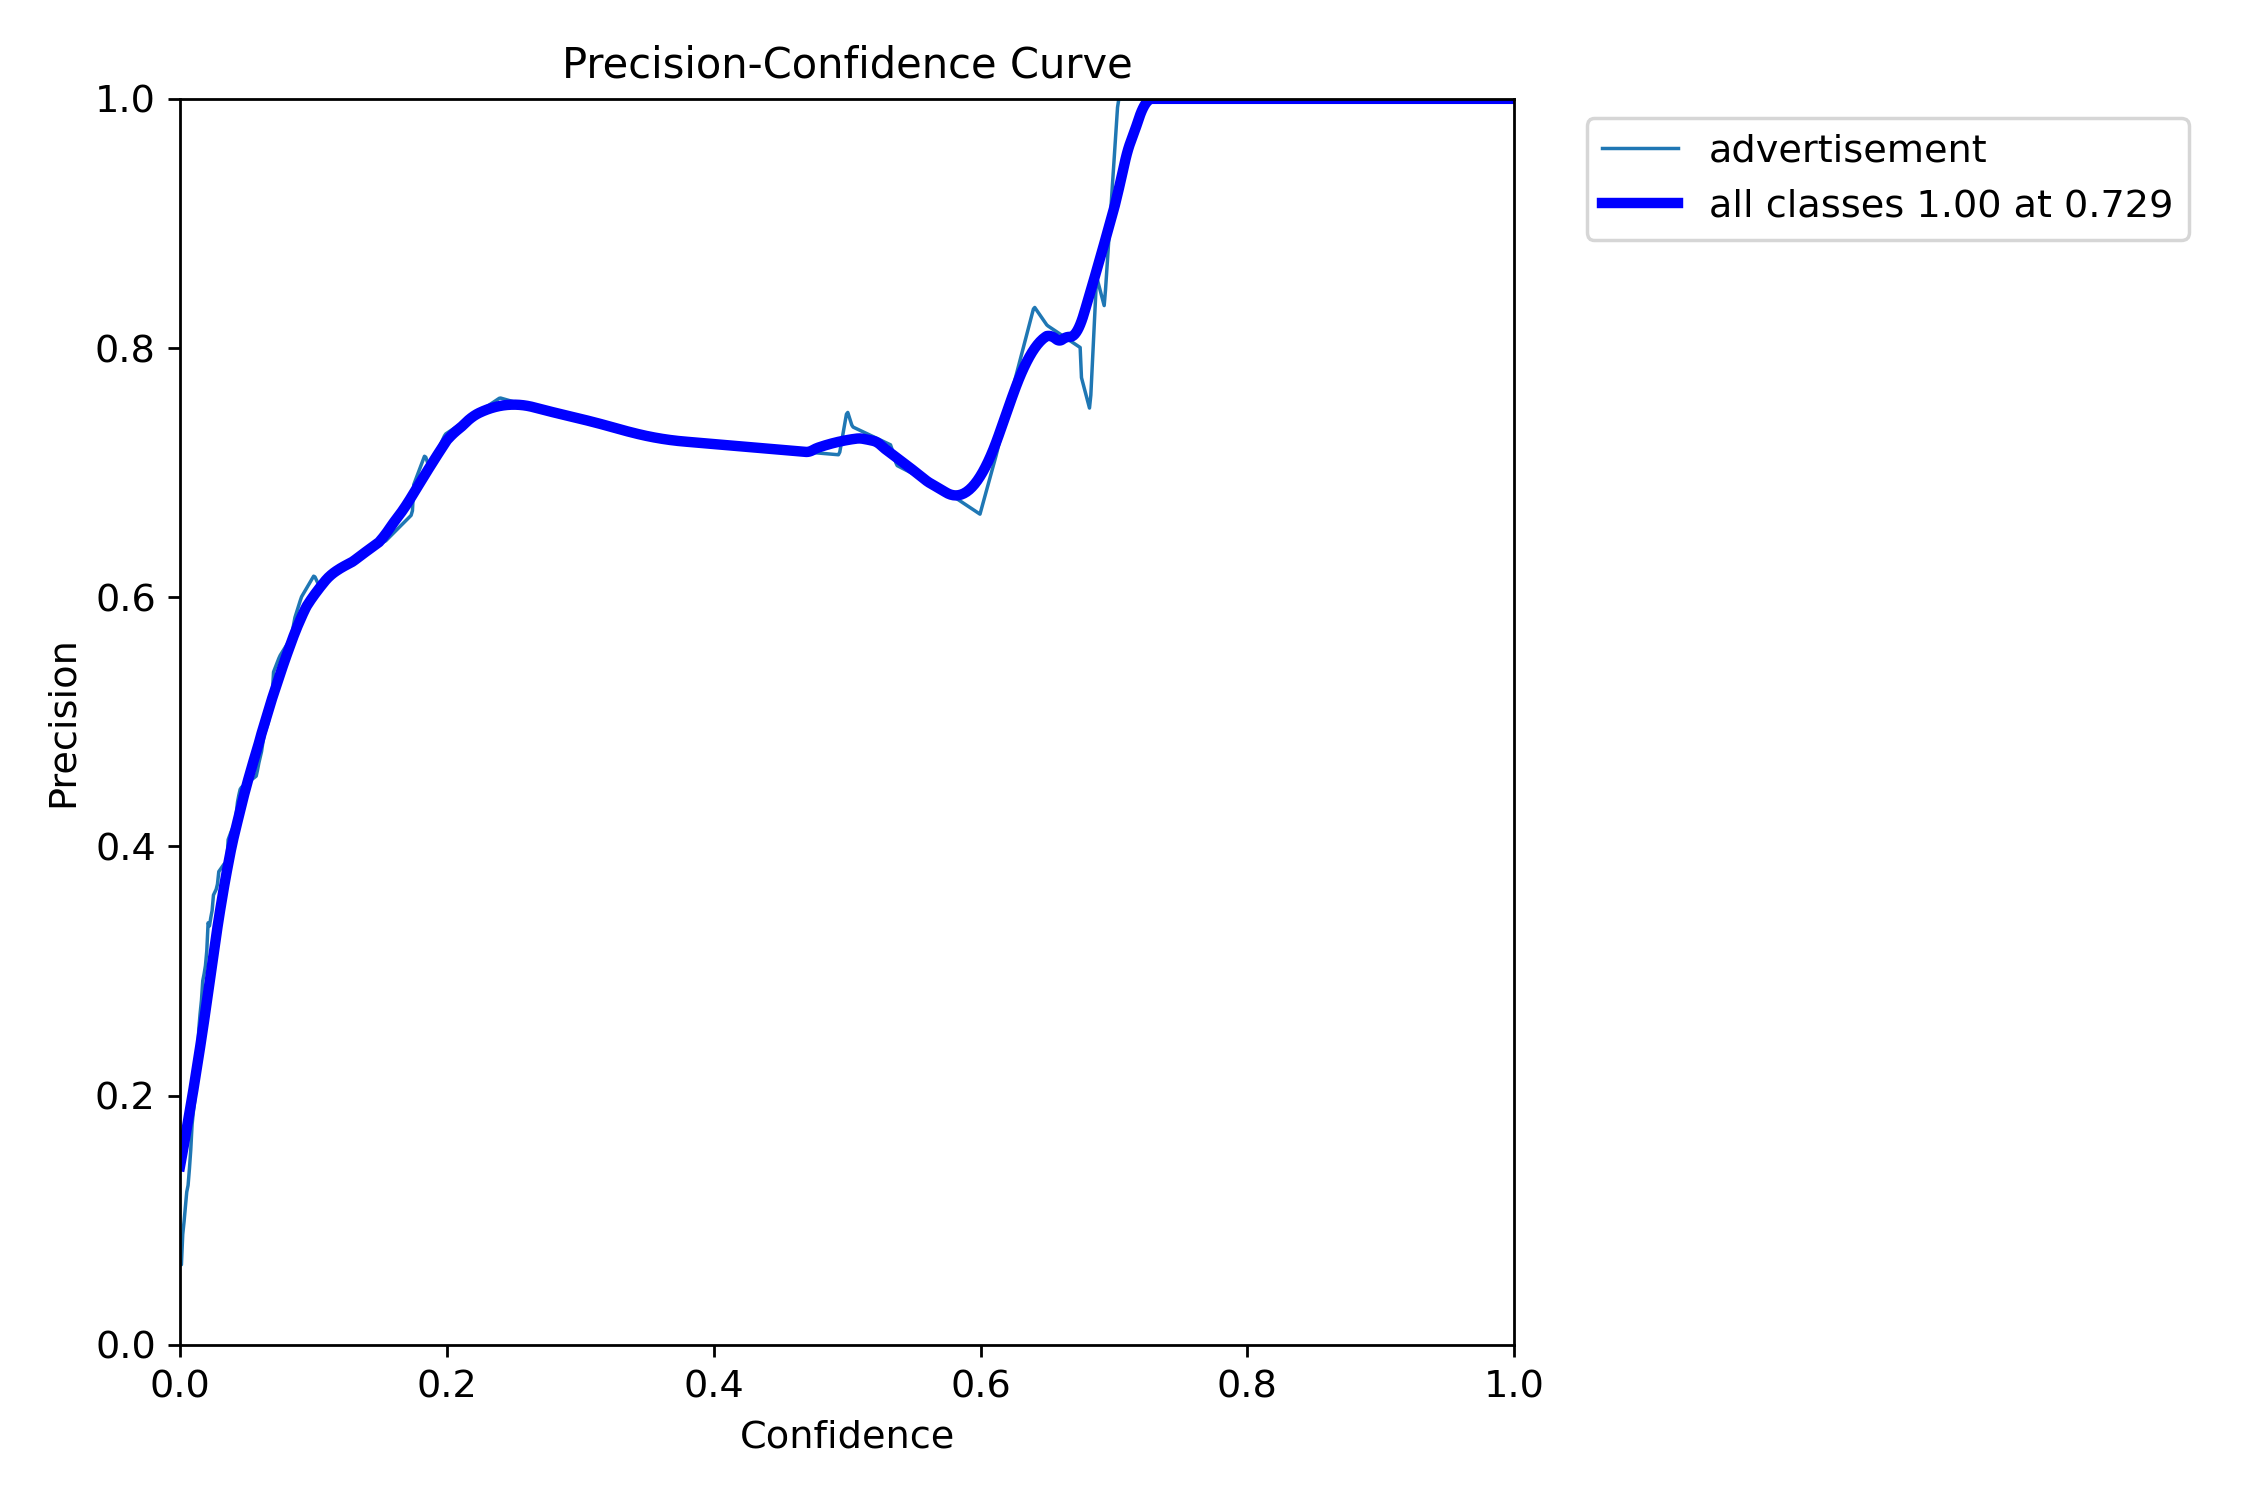 Precision-Confidence Curve
1.0
0.8
0.6
0.4
0.2
0.0
Precision
0.0 0.2 0.4 0.6 0.8 1.0
Confidence
advertisement
all classes 1.00 at 0.729